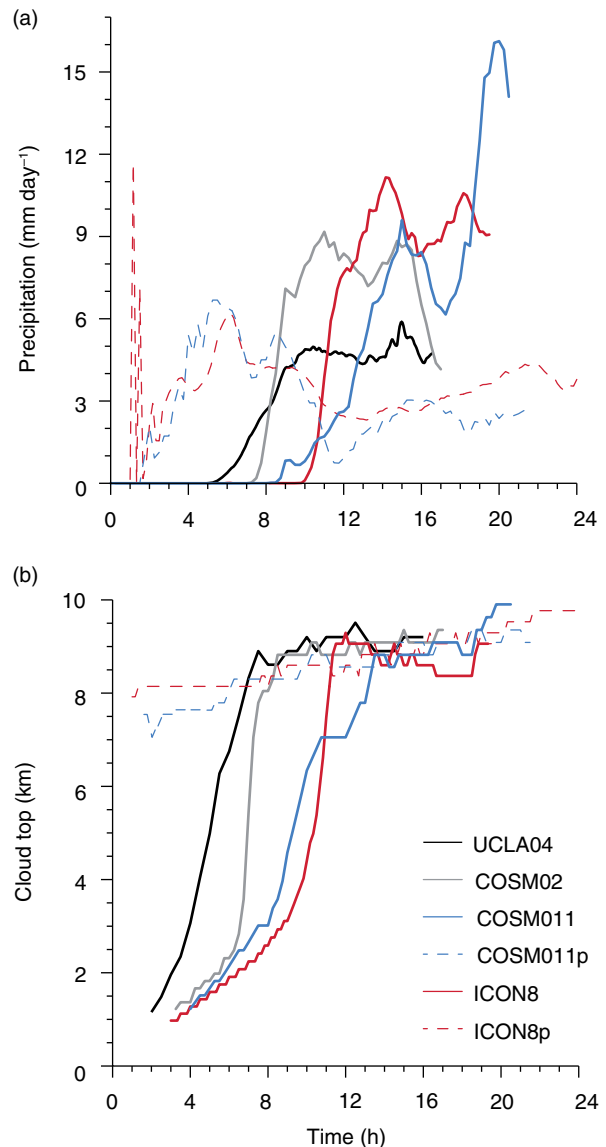 (a)
Precipitation (mm day⁻¹)
15
12
9
6
3
0
0 4 8 12 16 20 24
(b)
Cloud top (km)
10
8
6
4
2
0
UCLA04
COSM02
COSM011
COSM011p
ICON8
ICON8p
0 4 8 12 16 20 24
Time (h)